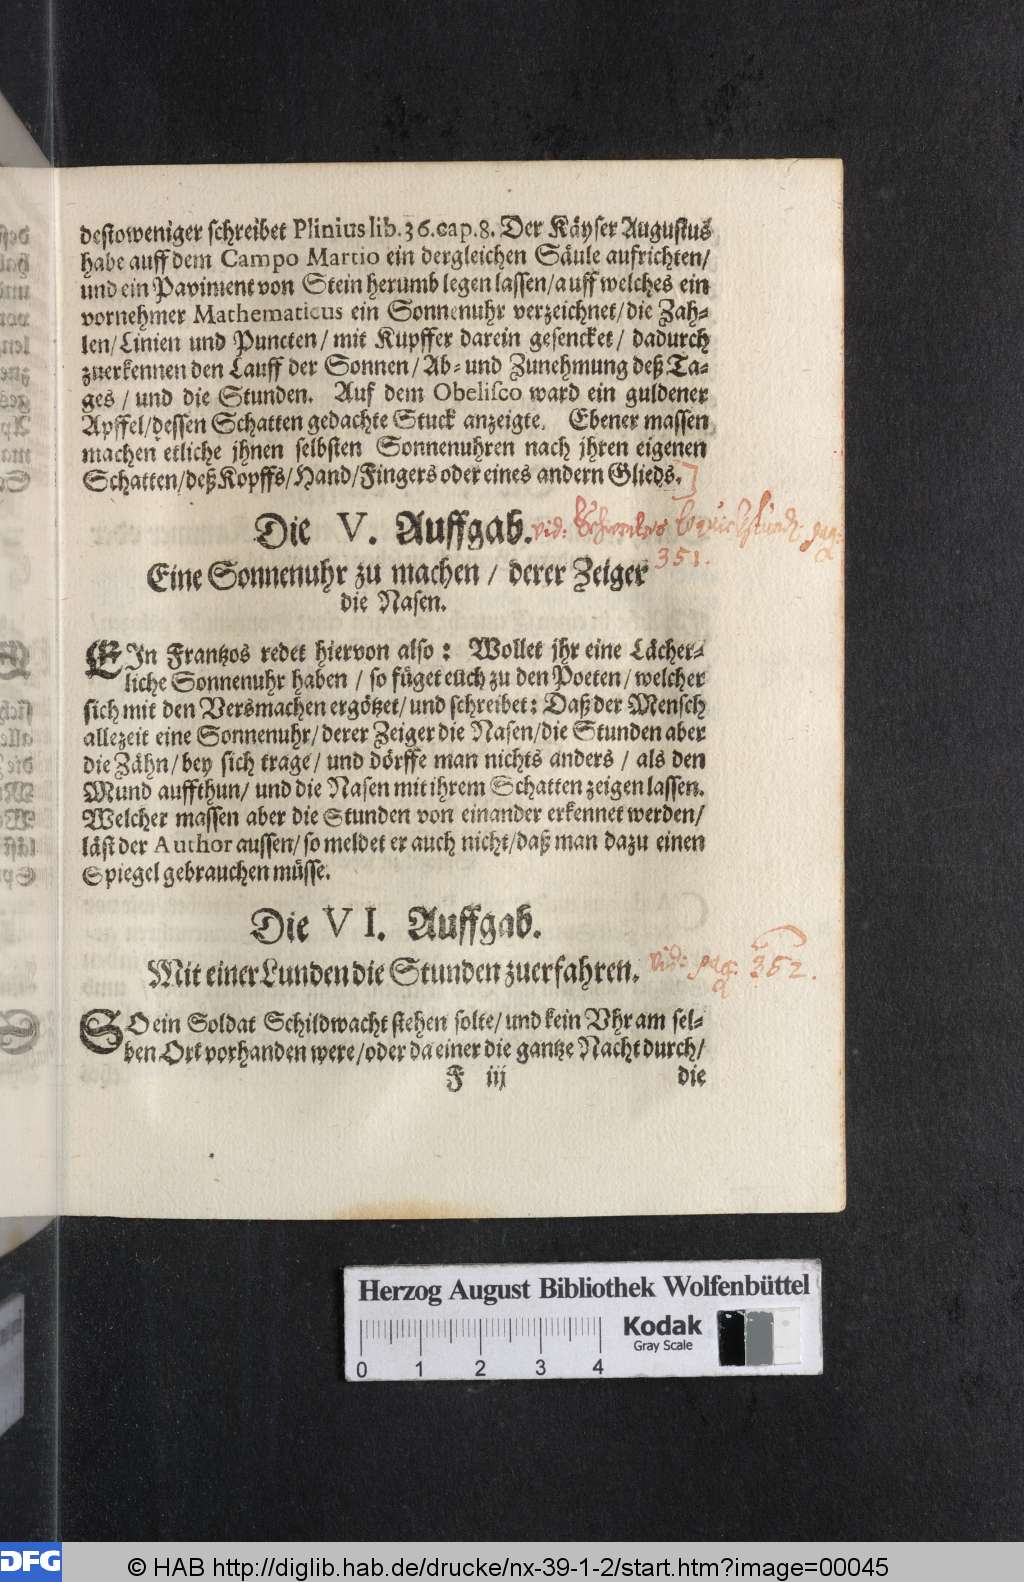 destoweniger schreibet Plinius lib. 36. cap. 8. Der Käyser Augustus
habe auff dem Campo Martio ein dergleichen Säule aufrichten/
und ein Paviment von Stein herumb legen lassen/auff welches ein
vornehmer Mathematicus ein Sonnenuhr verzeichnet/die Zah-
len/Linien und Puncten/ mit Kupffer darein gesencket/ dadurch
zuerkennen den Lauff der Sonnen/ Ab- und Zunehmung deß Ta-
ges / und die Stunden. Auf dem Obelisco ward ein guldener
Apffel/dessen Schatten gedachte Stuck anzeigte. Ebener massen
machen etliche jhnen selbsten Sonnenuhren nach jhren eigenen
Schatten/deß Kopffs/Hand/Fingers oder eines andern Glieds.
Die V. Auffgab. vid: Schwenters pag:
351.
Eine Sonnenuhr zu machen / derer Zeiger
die Nasen.
EIn Frantzos redet hiervon also : Wollet jhr eine Lächer-
liche Sonnenuhr haben / so füget euch zu den Poeten/ welcher
sich mit den Versmachen ergötzet/ und schreibet: Daß der Mensch
allezeit eine Sonnenuhr/ derer Zeiger die Nasen/die Stunden aber
die Zähn/ bey sich trage/ und dörffe man nichts anders / als den
Mund auffthun/ und die Nasen mit ihrem Schatten zeigen lassen.
Welcher massen aber die Stunden von einander erkennet werden/
läst der Author aussen/ so meldet er auch nicht/daß man dazu einen
Spiegel gebrauchen müsse.
Die VI. Auffgab.
Mit einer Lunden die Stunden zuerfahren. vid: pag. 352.
SO ein Soldat Schildwacht stehen solte/ und kein Uhr am sel-
ben Ort vorhanden were/oder da einer die gantze Nacht durch/
F iij die
Herzog August Bibliothek Wolfenbüttel
Kodak
Gray Scale
0 1 2 3 4
DFG © HAB http://diglib.hab.de/drucke/nx-39-1-2/start.htm?image=00045